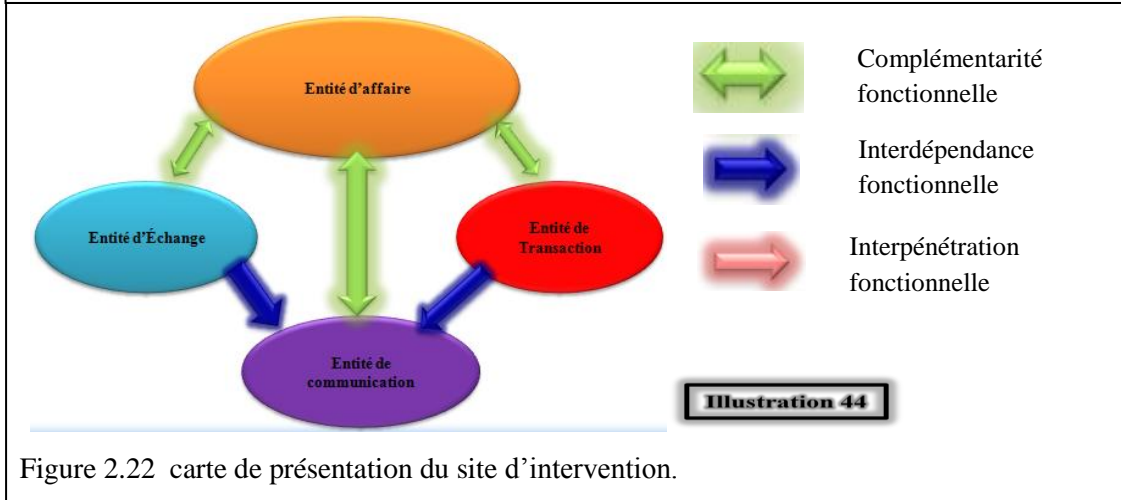 Entité d'affaire
Entité d'Échange
Entité de
Transaction
Entité de
communication
Complémentarité
fonctionnelle
Interdépendance
fonctionnelle
Interpénétration
fonctionnelle
Illustration 44
Figure 2.22 carte de présentation du site d'intervention.